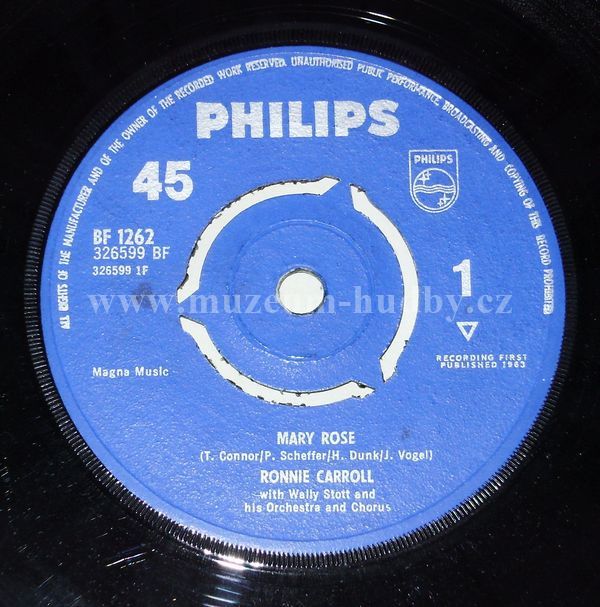 ALL RIGHTS OF THE MANUFACTURER AND OF THE OWNER OF THE RECORDED WORK RESERVED. UNAUTHORISED PUBLIC PERFORMANCE, BROADCASTING AND COPYING OF THIS RECORD PROHIBITED
PHILIPS
45
PHILIPS
BF 1262
326599 BF
326599 1F
1
www.muzeum-hudby.cz
Magna Music
RECORDING FIRST
PUBLISHED 1963
MARY ROSE
(T. Connor/P. Scheffer/H. Dunk/J. Vogel)
RONNIE CARROLL
with Wally Stott and
his Orchestra and Chorus